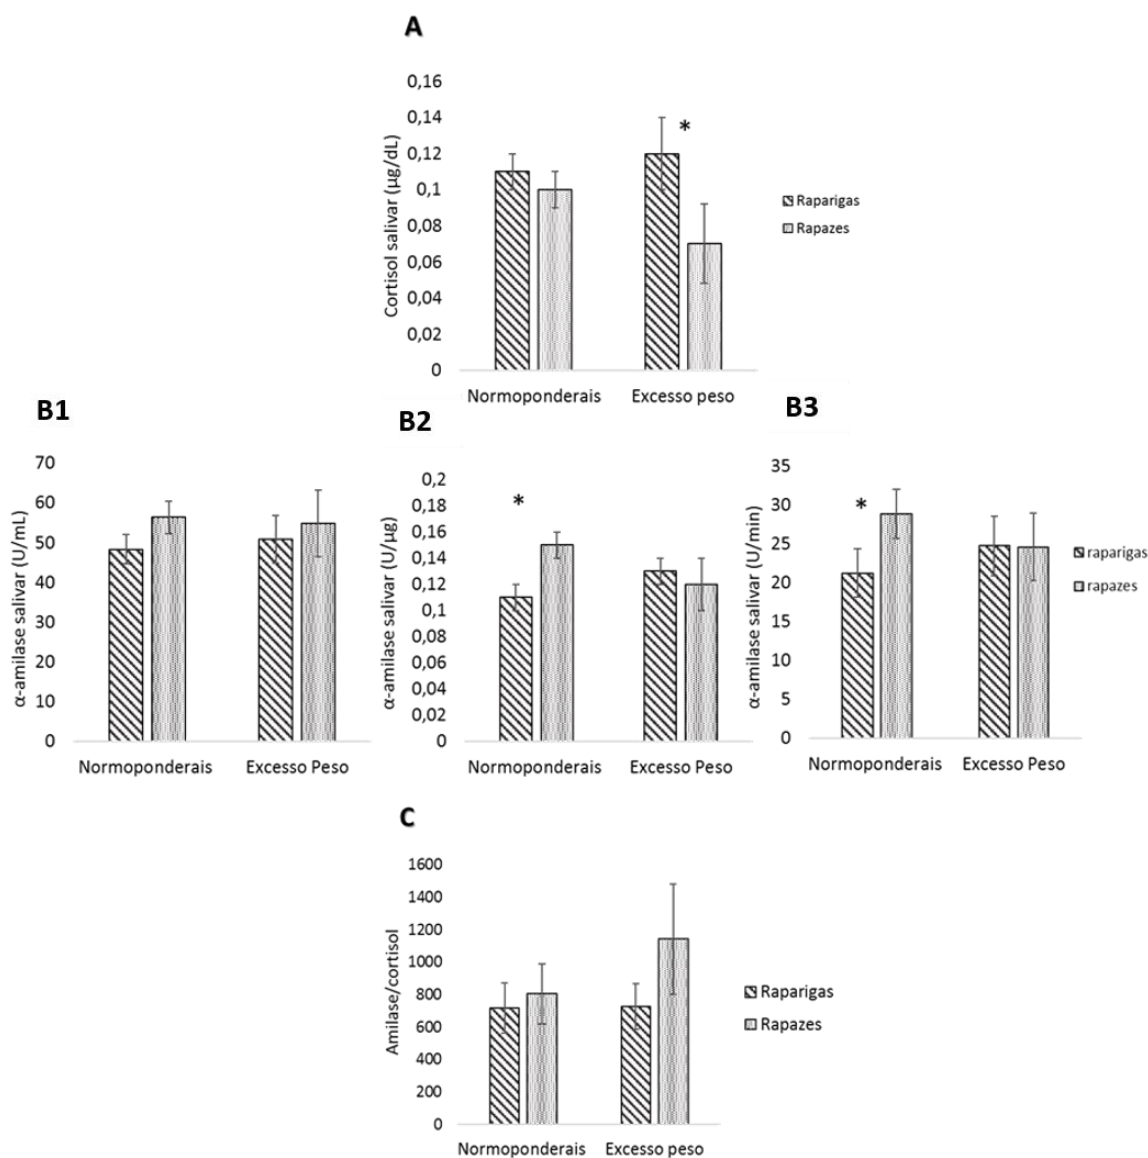 A
Cortisol salivar (µg/dL)
0,16
0,14
0,12
0,1
0,08
0,06
0,04
0,02
0
*
Normoponderais
Excesso peso
Raparigas
Rapazes
B1
α-amilase salivar (U/mL)
70
60
50
40
30
20
10
0
Normoponderais
Excesso Peso
B2
α-amilase salivar (U/µg)
0,2
0,18
0,16
0,14
0,12
0,1
0,08
0,06
0,04
0,02
0
*
Normoponderais
Excesso Peso
B3
α-amilase salivar (U/min)
35
30
25
20
15
10
5
0
*
Normoponderais
Excesso Peso
raparigas
rapazes
C
Amilase/cortisol
1600
1400
1200
1000
800
600
400
200
0
Normoponderais
Excesso peso
Raparigas
Rapazes